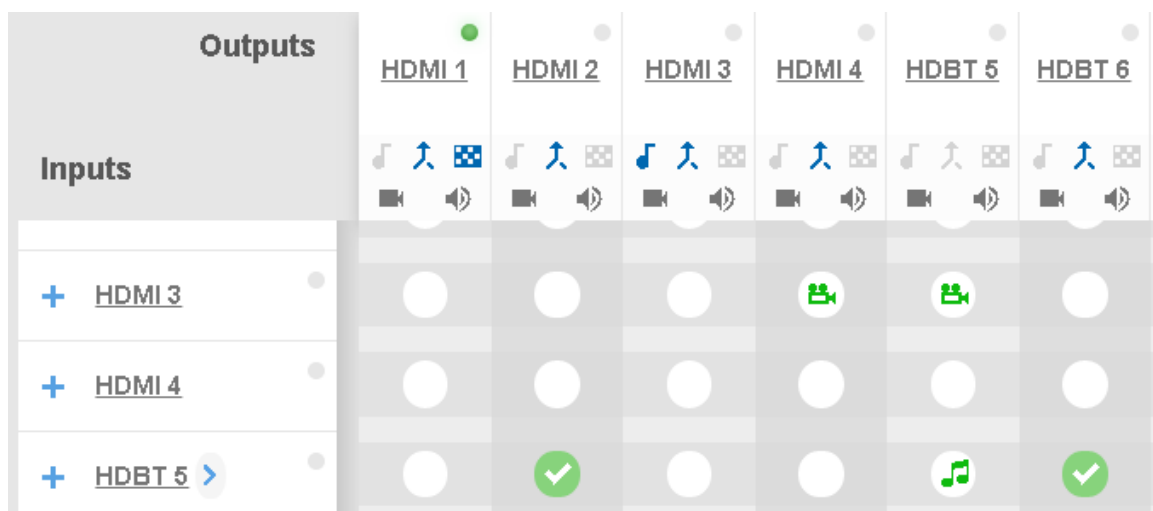 Outputs
HDMI 1 HDMI 2 HDMI 3 HDMI 4 HDBT 5 HDBT 6
Inputs
HDMI 3
HDMI 4
HDBT 5